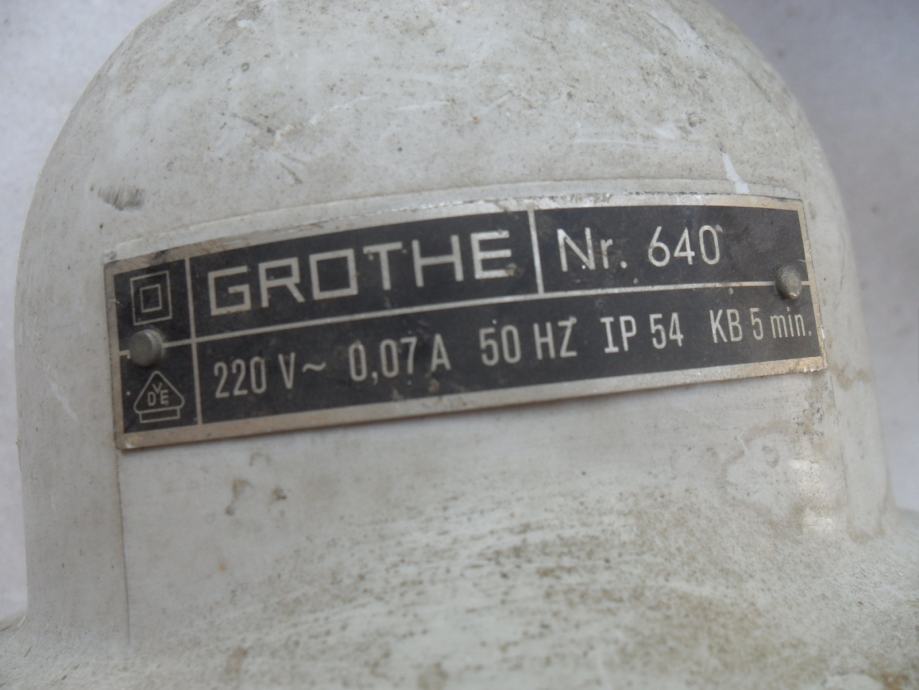 GROTHE Nr. 640
220 V~ 0,07 A 50 HZ IP 54 KB 5 min.
VDE